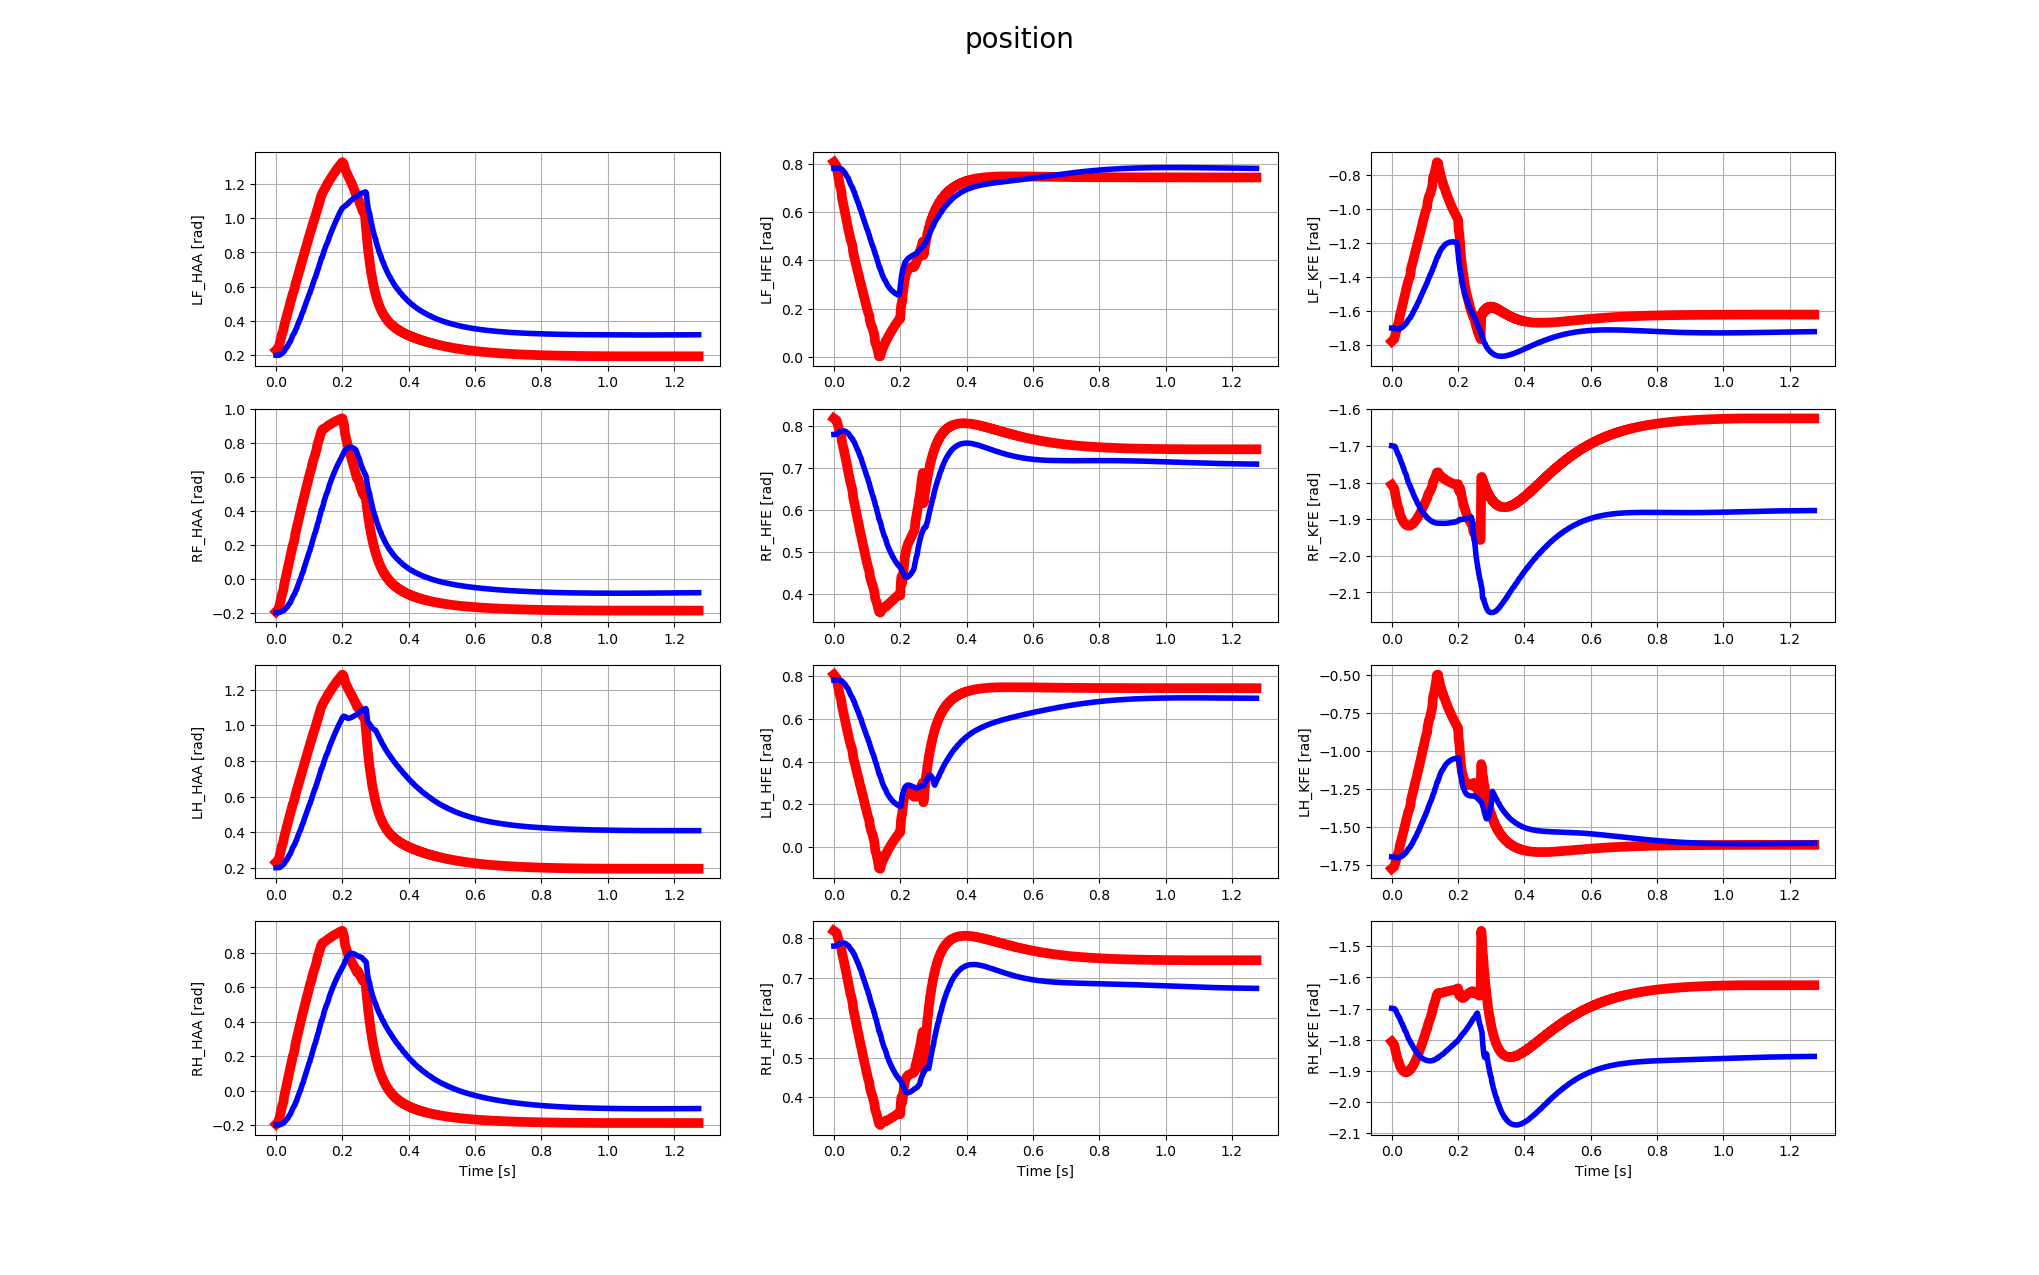 position
LF_HAA [rad]
0.2
0.4
0.6
0.8
1.0
1.2
0.0 0.2 0.4 0.6 0.8 1.0 1.2
LF_HFE [rad]
0.0
0.2
0.4
0.6
0.8
0.0 0.2 0.4 0.6 0.8 1.0 1.2
LF_KFE [rad]
−0.8
−1.0
−1.2
−1.4
−1.6
−1.8
0.0 0.2 0.4 0.6 0.8 1.0 1.2
RF_HAA [rad]
1.0
0.8
0.6
0.4
0.2
0.0
−0.2
0.0 0.2 0.4 0.6 0.8 1.0 1.2
RF_HFE [rad]
0.8
0.7
0.6
0.5
0.4
0.0 0.2 0.4 0.6 0.8 1.0 1.2
RF_KFE [rad]
−1.6
−1.7
−1.8
−1.9
−2.0
−2.1
0.0 0.2 0.4 0.6 0.8 1.0 1.2
LH_HAA [rad]
1.2
1.0
0.8
0.6
0.4
0.2
0.0 0.2 0.4 0.6 0.8 1.0 1.2
LH_HFE [rad]
0.8
0.6
0.4
0.2
0.0
0.0 0.2 0.4 0.6 0.8 1.0 1.2
LH_KFE [rad]
−0.50
−0.75
−1.00
−1.25
−1.50
−1.75
0.0 0.2 0.4 0.6 0.8 1.0 1.2
RH_HAA [rad]
0.8
0.6
0.4
0.2
0.0
−0.2
0.0 0.2 0.4 0.6 0.8 1.0 1.2
Time [s]
RH_HFE [rad]
0.8
0.7
0.6
0.5
0.4
0.0 0.2 0.4 0.6 0.8 1.0 1.2
Time [s]
RH_KFE [rad]
−1.5
−1.6
−1.7
−1.8
−1.9
−2.0
−2.1
0.0 0.2 0.4 0.6 0.8 1.0 1.2
Time [s]